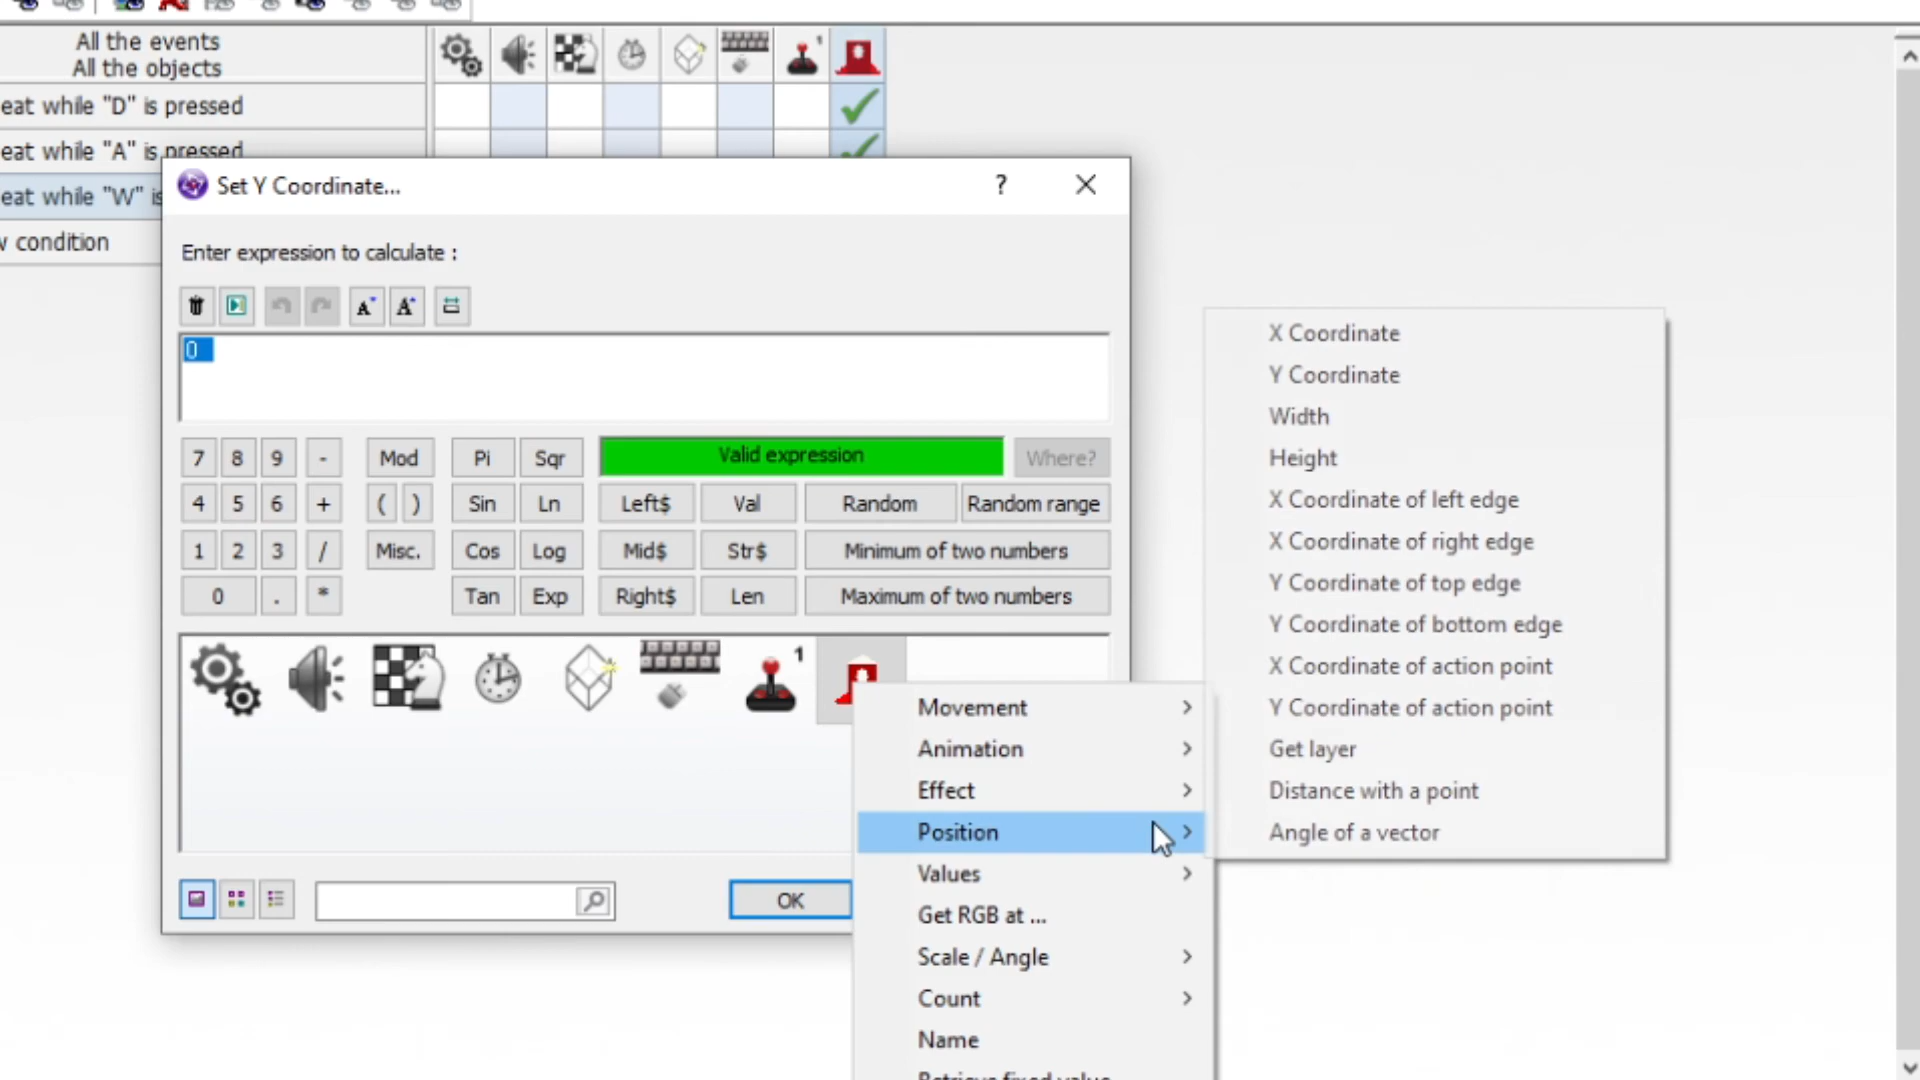 All the events
All the objects
eat while "D" is pressed
eat while "A" is pressed
eat while "W" is
condition
1
Set Y Coordinate...
?
Enter expression to calculate :
A A
0
7 8 9 - Mod Pi Sqr Valid expression Where?
4 5 6 + ( ) Sin Ln Left$ Val Random Random range
1 2 3 / Misc. Cos Log Mid$ Str$ Minimum of two numbers
0 . * Tan Exp Right$ Len Maximum of two numbers
1
OK
Movement
Animation
Effect
Position
Values
Get RGB at ...
Scale / Angle
Count
Name
Retrieve fixed value
X Coordinate
Y Coordinate
Width
Height
X Coordinate of left edge
X Coordinate of right edge
Y Coordinate of top edge
Y Coordinate of bottom edge
X Coordinate of action point
Y Coordinate of action point
Get layer
Distance with a point
Angle of a vector